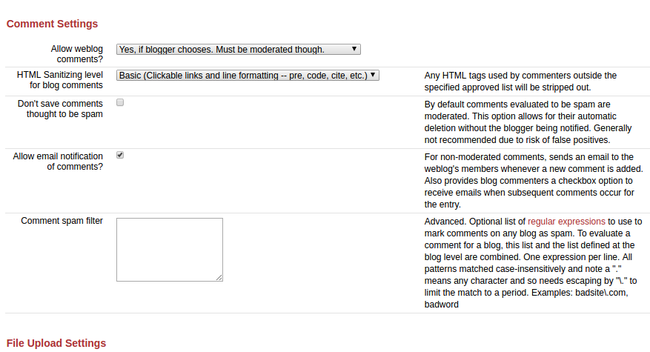 Comment Settings
Allow weblog
comments?
Yes, if blogger chooses. Must be moderated though.
HTML Sanitizing level
for blog comments
Basic (Clickable links and line formatting -- pre, code, cite, etc.)
Any HTML tags used by commenters outside the
specified approved list will be stripped out.
Don't save comments
thought to be spam
By default comments evaluated to be spam are
moderated. This option allows for their automatic
deletion without the blogger being notified. Generally
not recommended due to risk of false positives.
Allow email notification
of comments?
For non-moderated comments, sends an email to the
weblog's members whenever a new comment is added.
Also provides blog commenters a checkbox option to
receive emails when subsequent comments occur for
the entry.
Comment spam filter
Advanced. Optional list of regular expressions to use to
mark comments on any blog as spam. To evaluate a
comment for a blog, this list and the list defined at the
blog level are combined. One expression per line. All
patterns matched case-insensitively and note a "."
means any character and so needs escaping by "\." to
limit the match to a period. Examples: badsite\.com,
badword
File Upload Settings